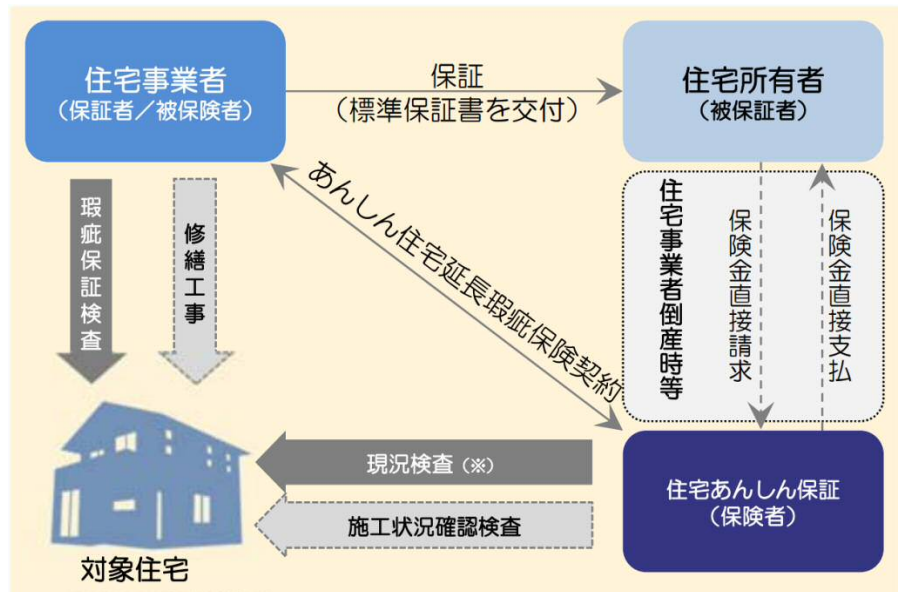 住宅事業者
（保証者／被保険者）
保証
（標準保証書を交付）
住宅所有者
（被保証者）
瑕疵保証検査
修繕工事
あんしん住宅延長瑕疵保険契約
住宅事業者倒産時等
保険金直接請求
保険金直接支払
現況検査（※）
施工状況確認検査
住宅あんしん保証
（保険者）
対象住宅